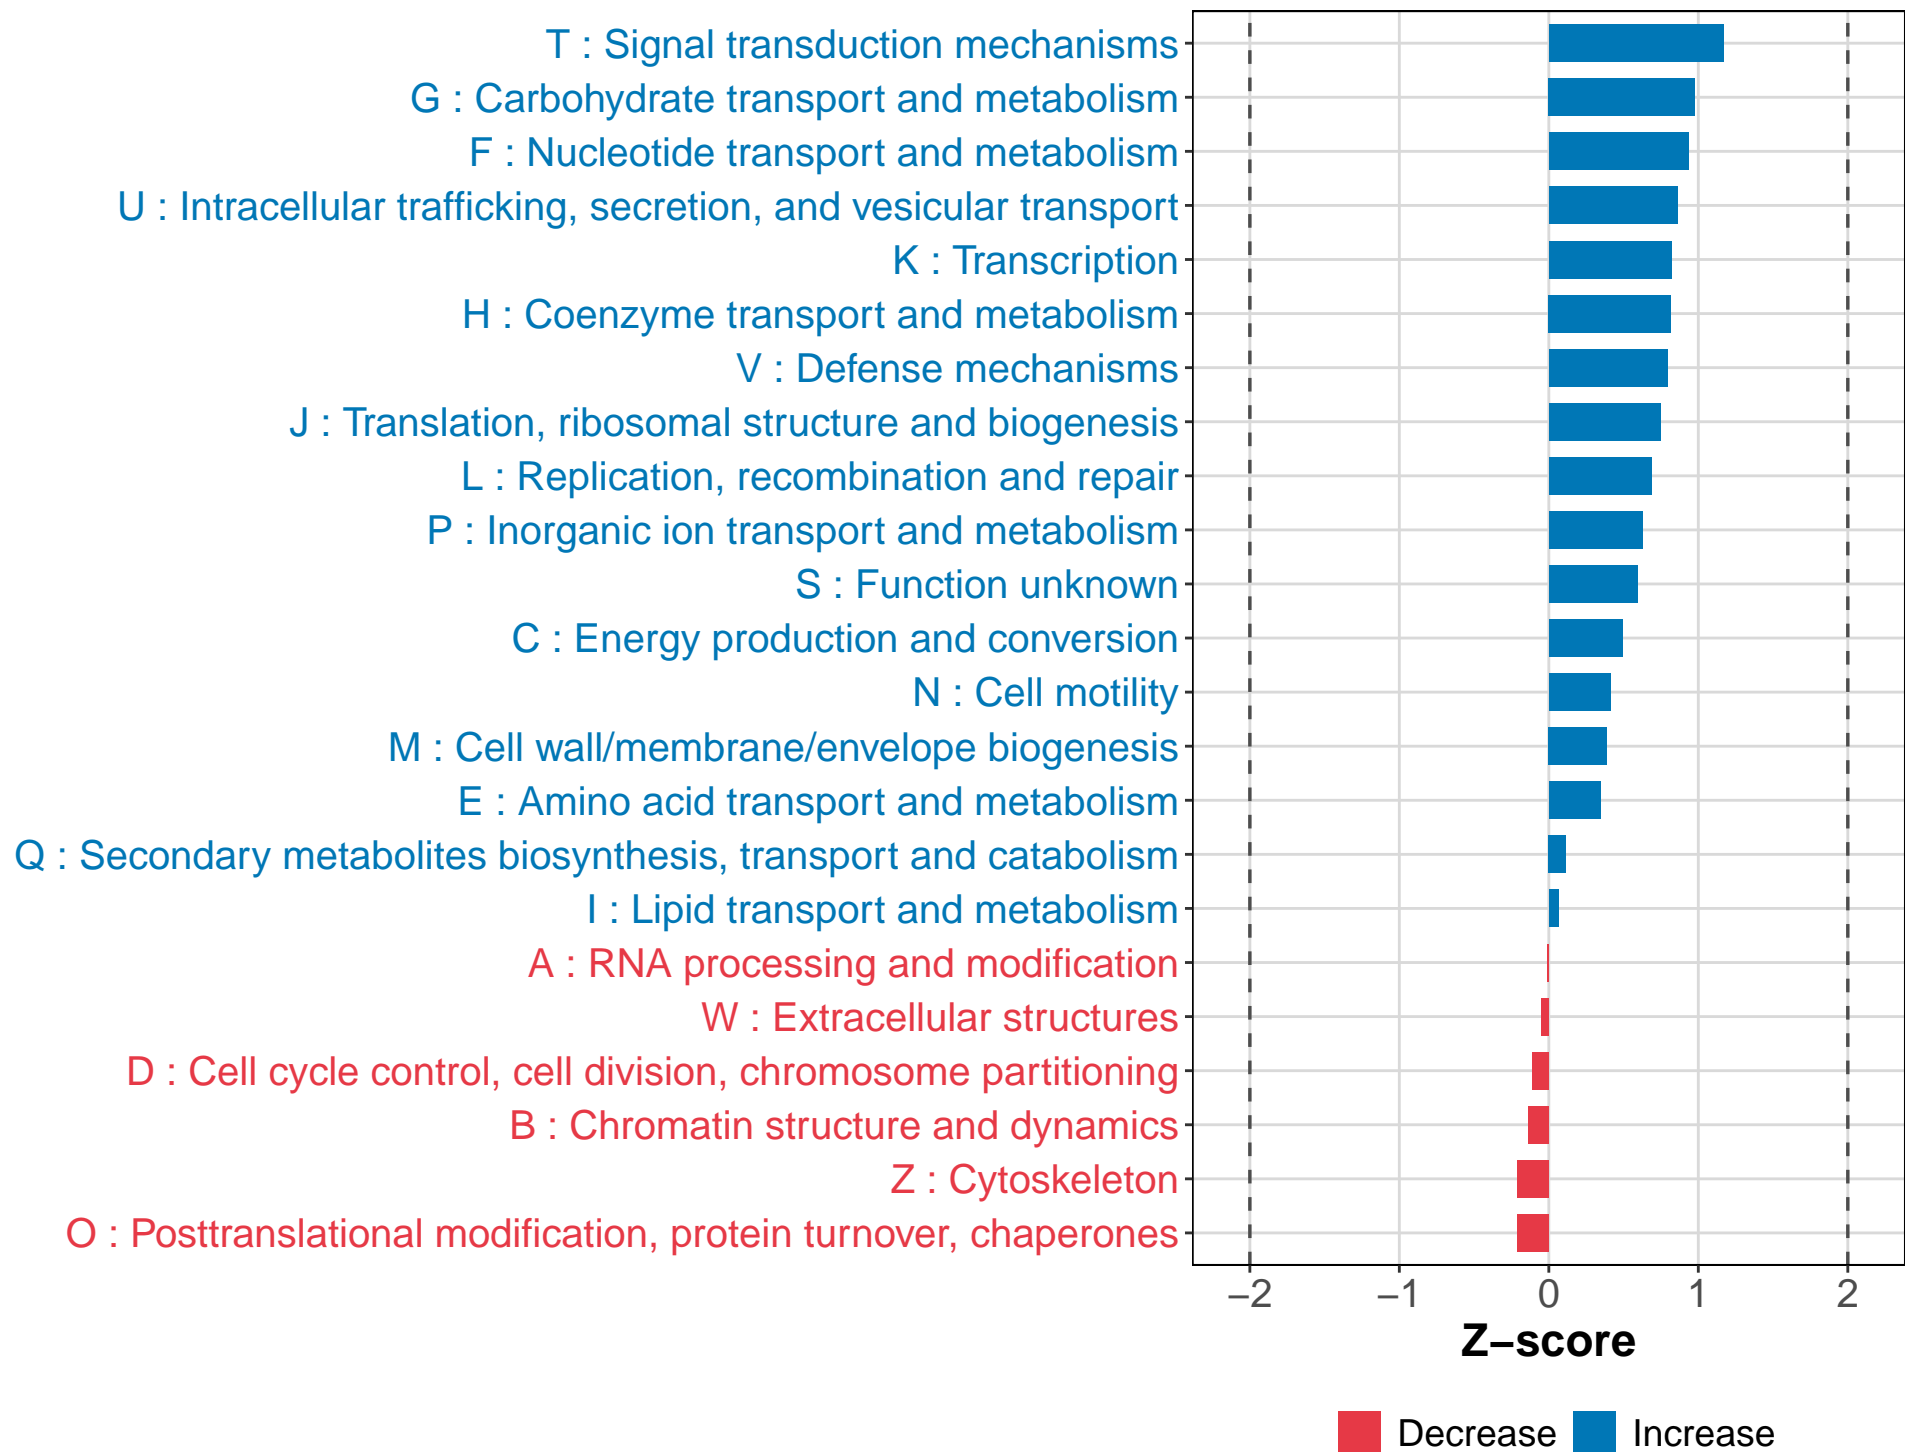 T : Signal transduction mechanisms
G : Carbohydrate transport and metabolism
F : Nucleotide transport and metabolism
U : Intracellular trafficking, secretion, and vesicular transport
K : Transcription
H : Coenzyme transport and metabolism
V : Defense mechanisms
J : Translation, ribosomal structure and biogenesis
L : Replication, recombination and repair
P : Inorganic ion transport and metabolism
S : Function unknown
C : Energy production and conversion
N : Cell motility
M : Cell wall/membrane/envelope biogenesis
E : Amino acid transport and metabolism
Q : Secondary metabolites biosynthesis, transport and catabolism
I : Lipid transport and metabolism
A : RNA processing and modification
W : Extracellular structures
D : Cell cycle control, cell division, chromosome partitioning
B : Chromatin structure and dynamics
Z : Cytoskeleton
O : Posttranslational modification, protein turnover, chaperones
−2 −1 0 1 2
Z−score
Decrease Increase